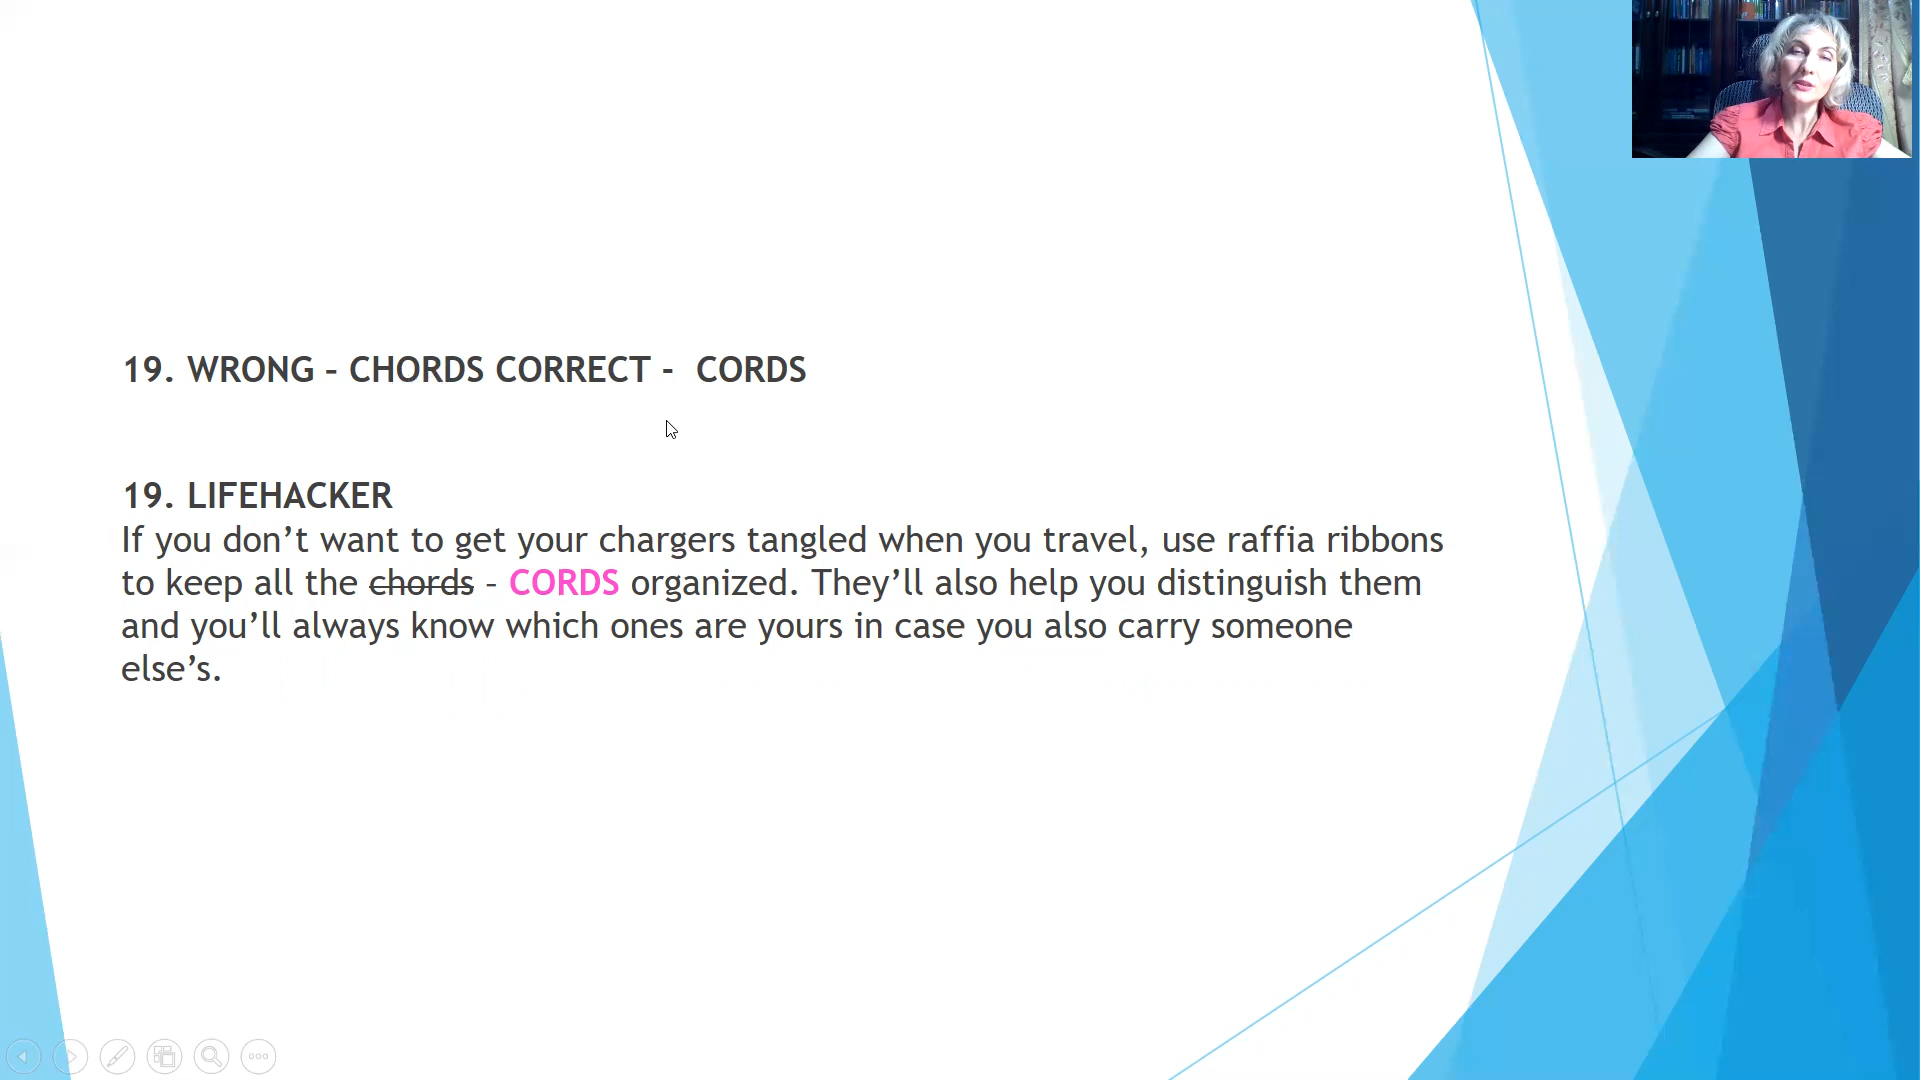 19. WRONG – CHORDS CORRECT - CORDS
19. LIFEHACKER
If you don’t want to get your chargers tangled when you travel, use raffia ribbons
to keep all the chords – CORDS organized. They’ll also help you distinguish them
and you’ll always know which ones are yours in case you also carry someone
else’s.